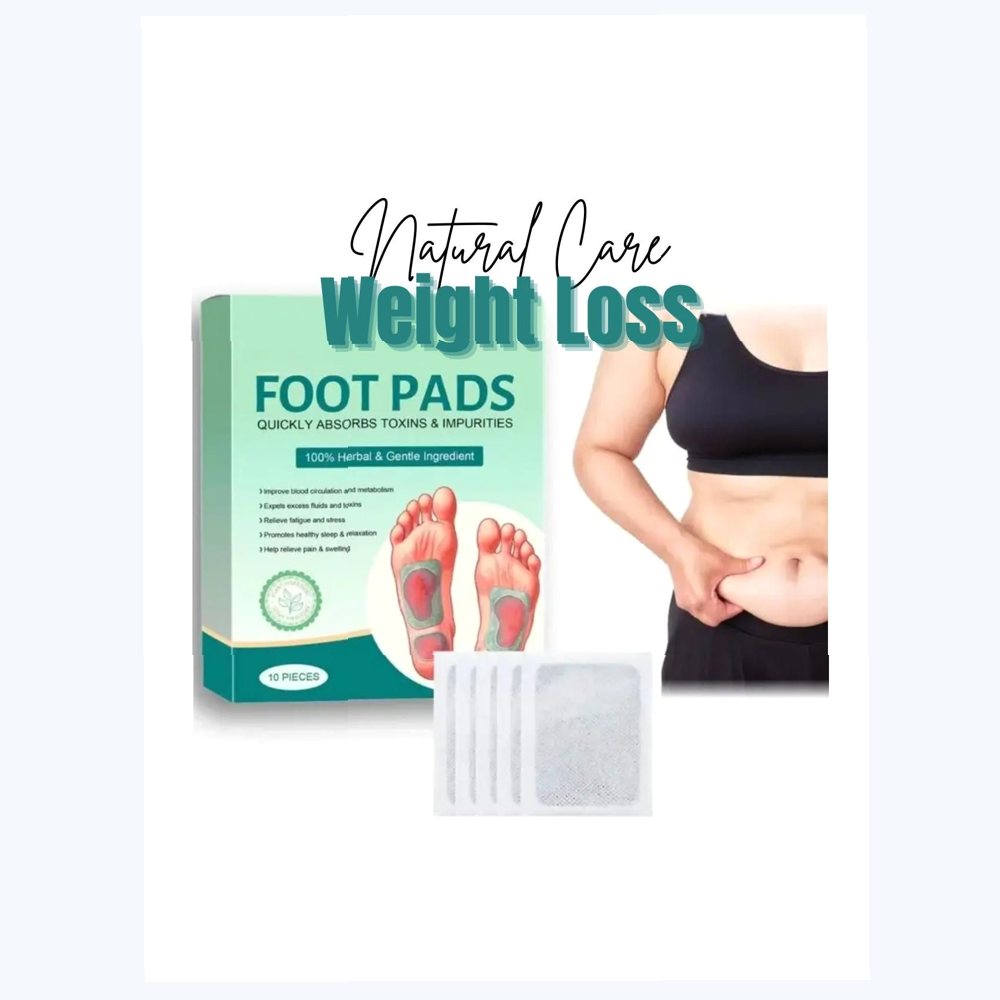 Natural Care
Weight Loss
FOOT PADS
QUICKLY ABSORBS TOXINS & IMPURITIES
100% Herbal & Gentle Ingredient
Improve blood circulation and metabolism
Expels excess fluids and toxins
Relieve fatigue and stress
Promotes healthy sleep & relaxation
Help relieve pain & swelling
10 PIECES